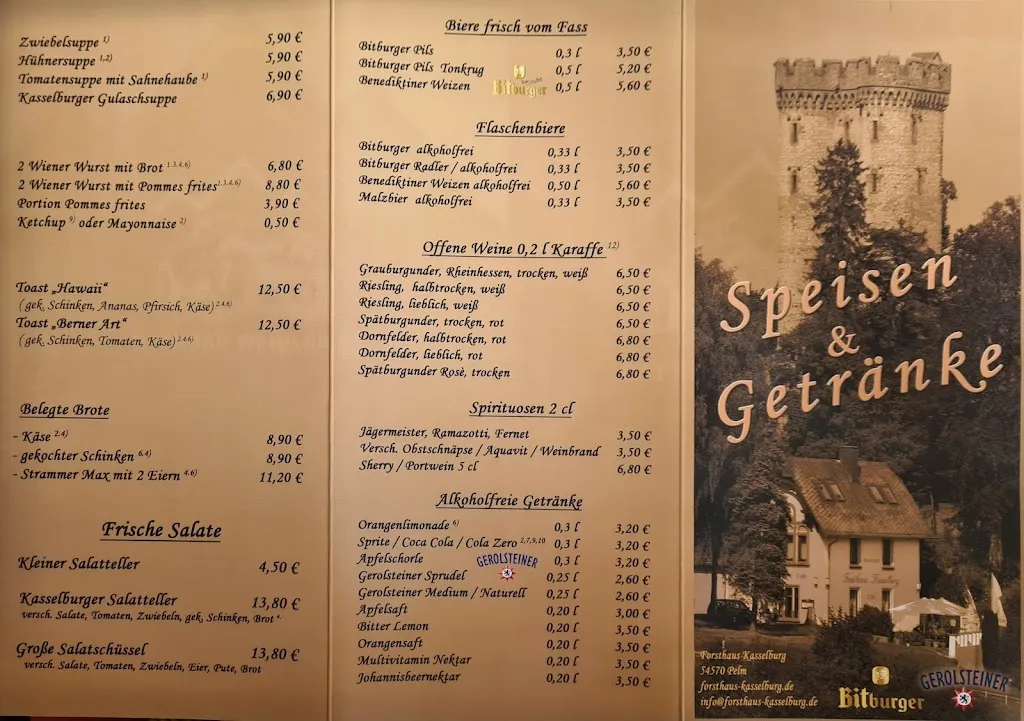 Zwiebelsuppe 1) 5,90 €
Hühnersuppe 1,2) 5,90 €
Tomatensuppe mit Sahnehaube 1) 5,90 €
Kasselburger Gulaschsuppe 6,90 €
2 Wiener Wurst mit Brot 1.3.4.6) 6,80 €
2 Wiener Wurst mit Pommes frites 1.3.4.6) 8,80 €
Portion Pommes frites 3,90 €
Ketchup 9) oder Mayonnaise 2) 0,50 €
Toast „Hawaii“ 12,50 €
(gek. Schinken, Ananas, Pfirsich, Käse) 2.4.6)
Toast „Berner Art“ 12,50 €
(gek. Schinken, Tomaten, Käse) 2.4.6)
Belegte Brote
- Käse 2.4) 8,90 €
- gekochter Schinken 6.4) 8,90 €
- Strammer Max mit 2 Eiern 4.6) 11,20 €
Frische Salate
Kleiner Salatteller 4,50 €
Kasselburger Salatteller 13,80 €
versch. Salate, Tomaten, Zwiebeln, gek. Schinken, Brot 4
Große Salatschüssel 13,80 €
versch. Salate, Tomaten, Zwiebeln, Eier, Pute, Brot
Biere frisch vom Fass
Bitburger Pils 0,3 l 3,50 €
Bitburger Pils Tonkrug 0,5 l 5,20 €
Benediktiner Weizen Bitburger 0,5 l 5,60 €
Flaschenbiere
Bitburger alkoholfrei 0,33 l 3,50 €
Bitburger Radler / alkoholfrei 0,33 l 3,50 €
Benediktiner Weizen alkoholfrei 0,50 l 5,60 €
Malzbier alkoholfrei 0,33 l 3,50 €
Offene Weine 0,2 l Karaffe 12)
Grauburgunder, Rheinhessen, trocken, weiß 6,50 €
Riesling, halbtrocken, weiß 6,50 €
Riesling, lieblich, weiß 6,50 €
Spätburgunder, trocken, rot 6,50 €
Dornfelder, halbtrocken, rot 6,80 €
Dornfelder, lieblich, rot 6,80 €
Spätburgunder Rosè, trocken 6,80 €
Spirituosen 2 cl
Jägermeister, Ramazotti, Fernet 3,50 €
Versch. Obstschnäpse / Aquavit / Weinbrand 3,50 €
Sherry / Portwein 5 cl 6,80 €
Alkoholfreie Getränke
Orangenlimonade 6) 0,3 l 3,20 €
Sprite / Coca Cola / Cola Zero 2,7,9,10 0,3 l 3,20 €
Apfelschorle 0,3 l 3,20 €
GEROLSTEINER
Gerolsteiner Sprudel 0,25 l 2,60 €
Gerolsteiner Medium / Naturell 0,25 l 2,60 €
Apfelsaft 0,20 l 3,00 €
Bitter Lemon 0,20 l 3,50 €
Orangensaft 0,20 l 3,50 €
Multivitamin Nektar 0,20 l 3,50 €
Johannisbeernektar 0,20 l 3,50 €
Speisen
&
Getränke
Forsthaus Kasselburg
54570 Pelm
forsthaus-kasselburg.de
info@forsthaus-kasselburg.de
Bitburger
GEROLSTEINER